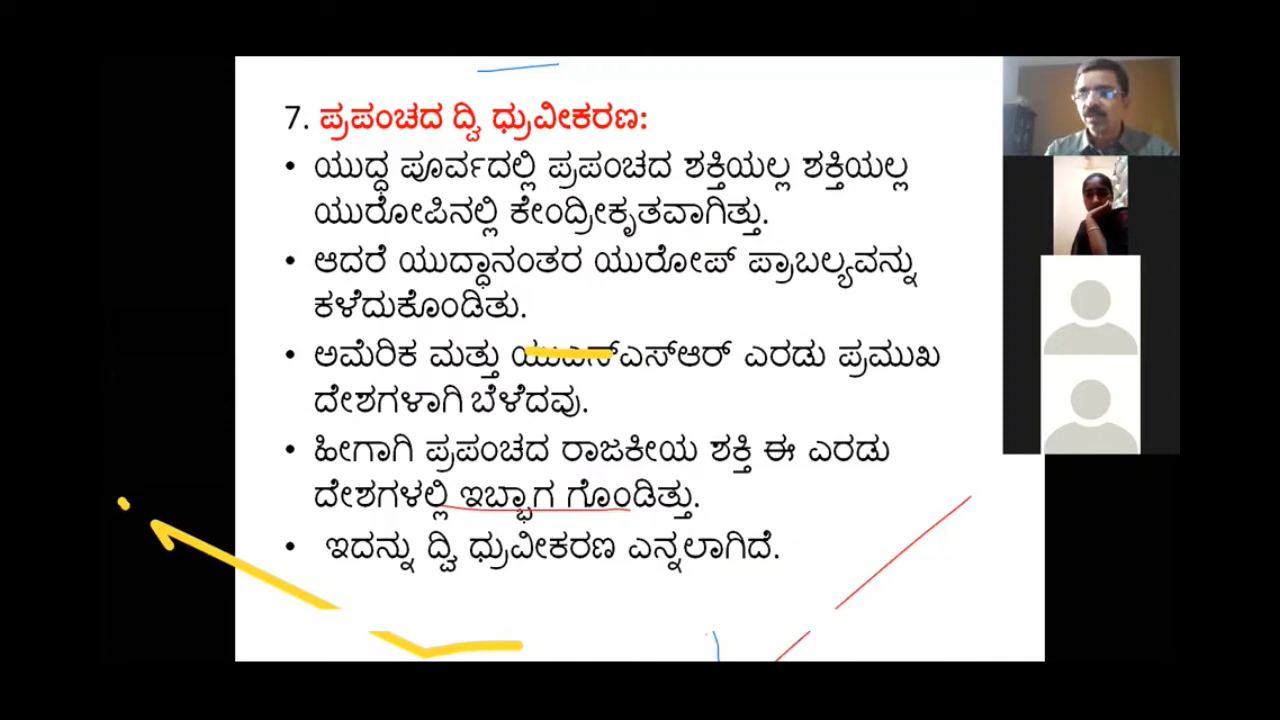 7. ಪ್ರಪಂಚದ ದ್ವಿ ಧ್ರುವೀಕರಣ:
• ಯುದ್ಧ ಪೂರ್ವದಲ್ಲಿ ಪ್ರಪಂಚದ ಶಕ್ತಿಯಲ್ಲ ಶಕ್ತಿಯಲ್ಲ
ಯುರೋಪಿನಲ್ಲಿ ಕೇಂದ್ರೀಕೃತವಾಗಿತ್ತು.
• ಆದರೆ ಯುದ್ಧಾನಂತರ ಯುರೋಪ್ ಪ್ರಾಬಲ್ಯವನ್ನು
ಕಳೆದುಕೊಂಡಿತು.
• ಅಮೆರಿಕ ಮತ್ತು ಯುಎಸ್ಎಸ್ಆರ್ ಎರಡು ಪ್ರಮುಖ
ದೇಶಗಳಾಗಿ ಬೆಳೆದವು.
• ಹೀಗಾಗಿ ಪ್ರಪಂಚದ ರಾಜಕೀಯ ಶಕ್ತಿ ಈ ಎರಡು
ದೇಶಗಳಲ್ಲಿ ಇಬ್ಭಾಗ ಗೊಂಡಿತ್ತು.
• ಇದನ್ನು ದ್ವಿ ಧ್ರುವೀಕರಣ ಎನ್ನಲಾಗಿದೆ.